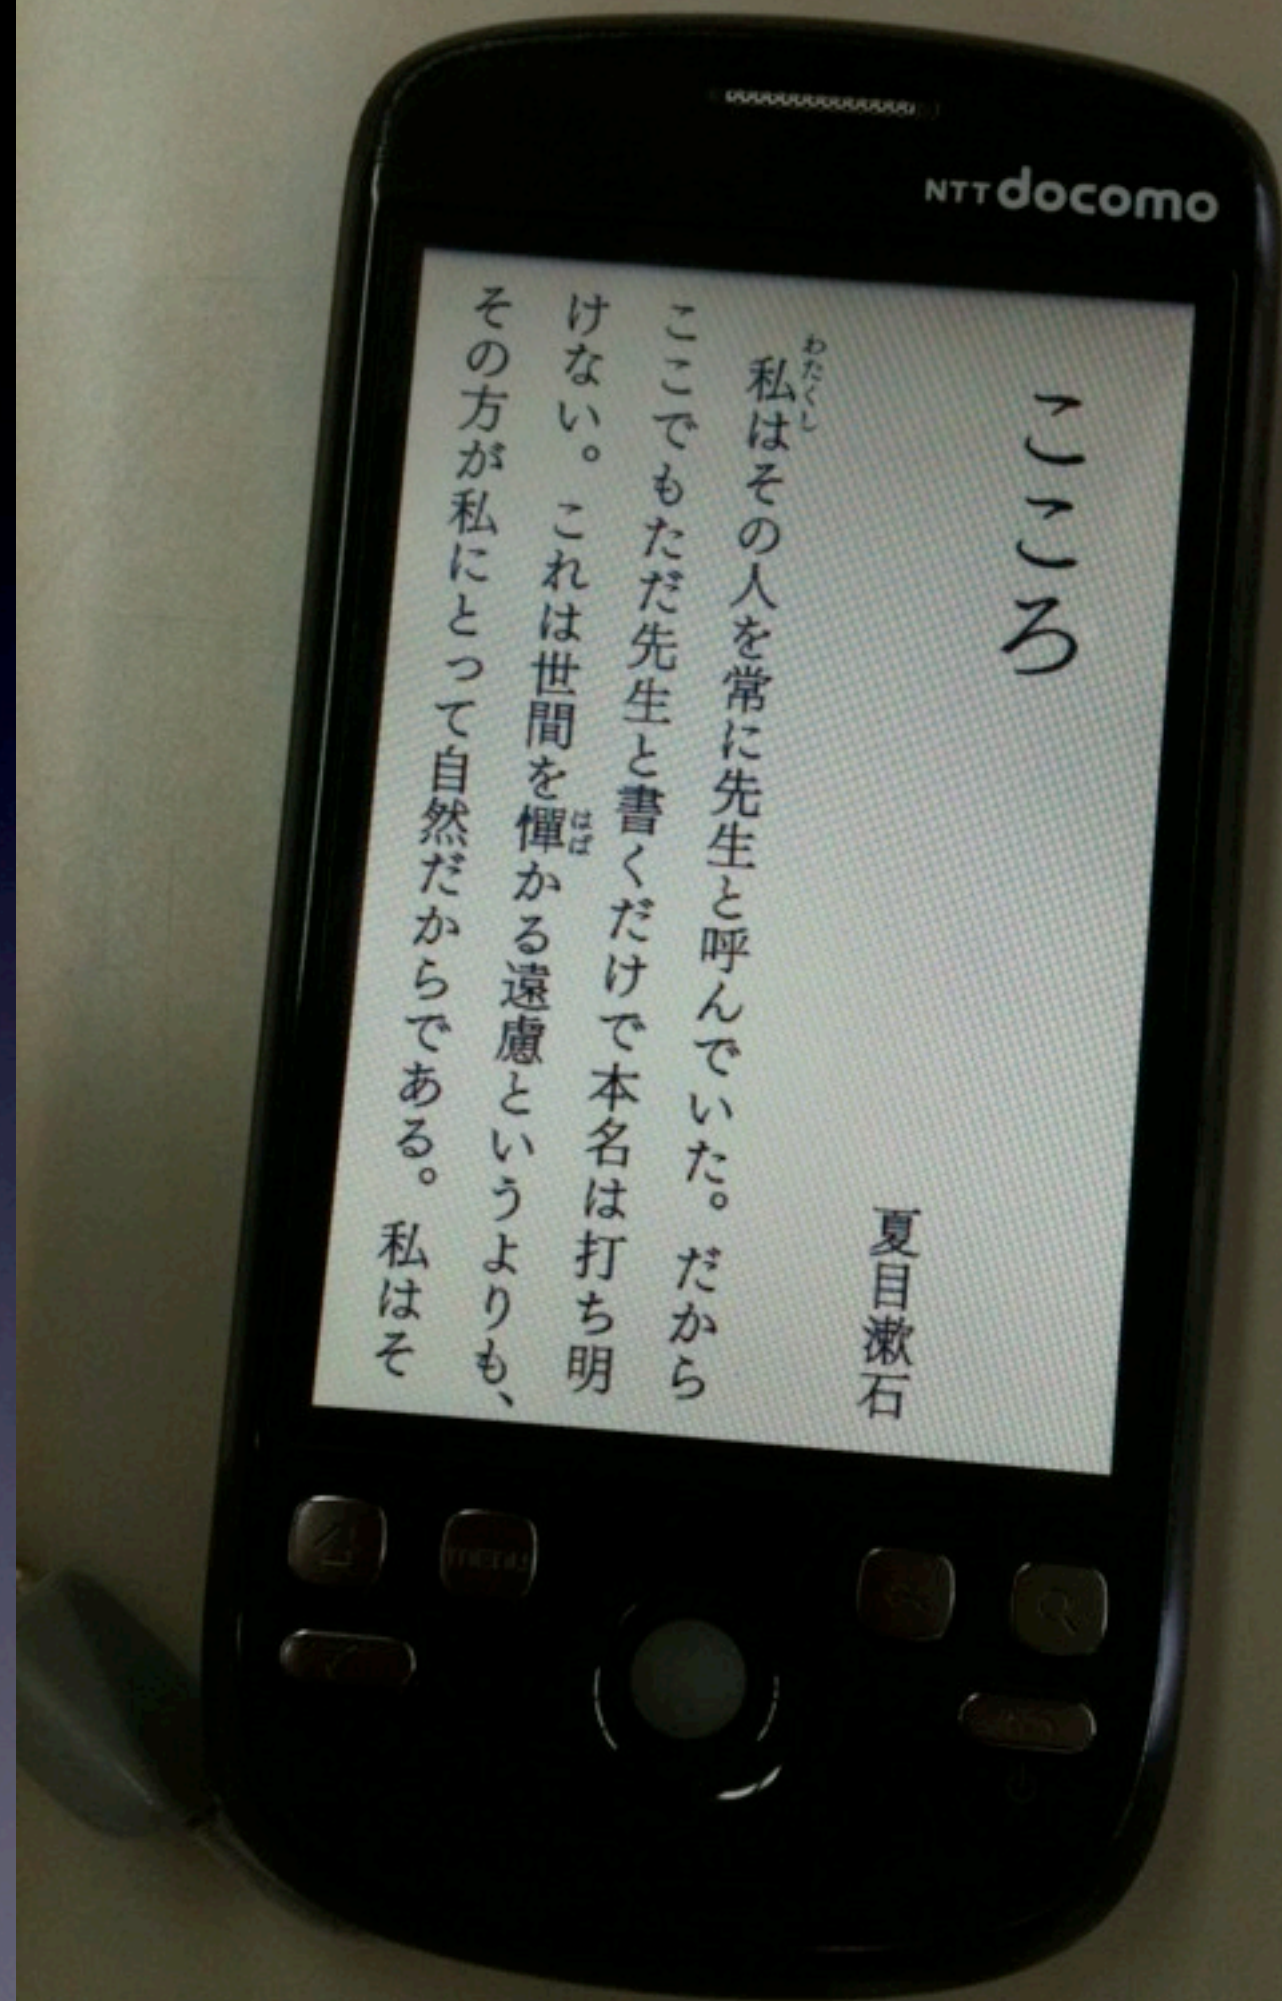 NTT docomo
こころ
夏目漱石
私はその人を常に先生と呼んでいた。だから
わたくし
ここでもただ先生と書くだけで本名は打ち明
けない。これは世間を憚かる遠慮というよりも、
はば
その方が私にとって自然だからである。私はそ
menu